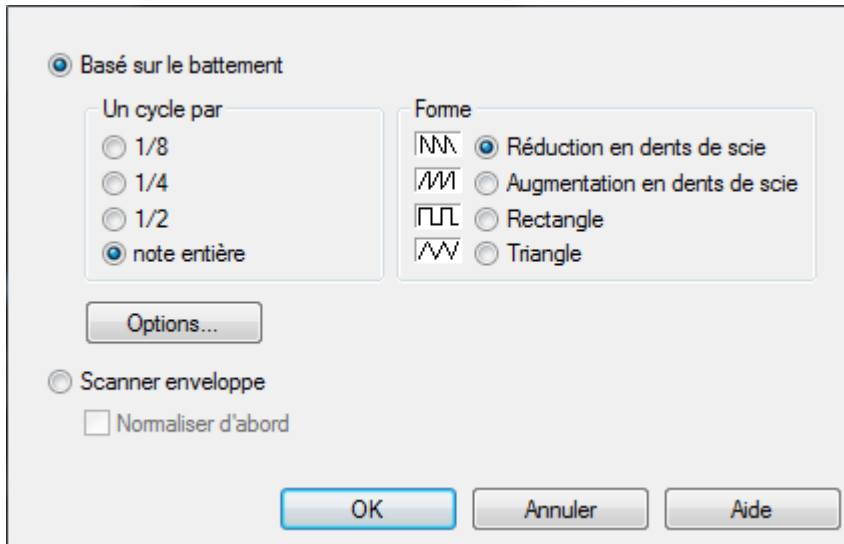 Basé sur le battement
Un cycle par
1/8
1/4
1/2
note entière
Forme
Réduction en dents de scie
Augmentation en dents de scie
Rectangle
Triangle
Options...
Scanner enveloppe
Normaliser d'abord
OK Annuler Aide